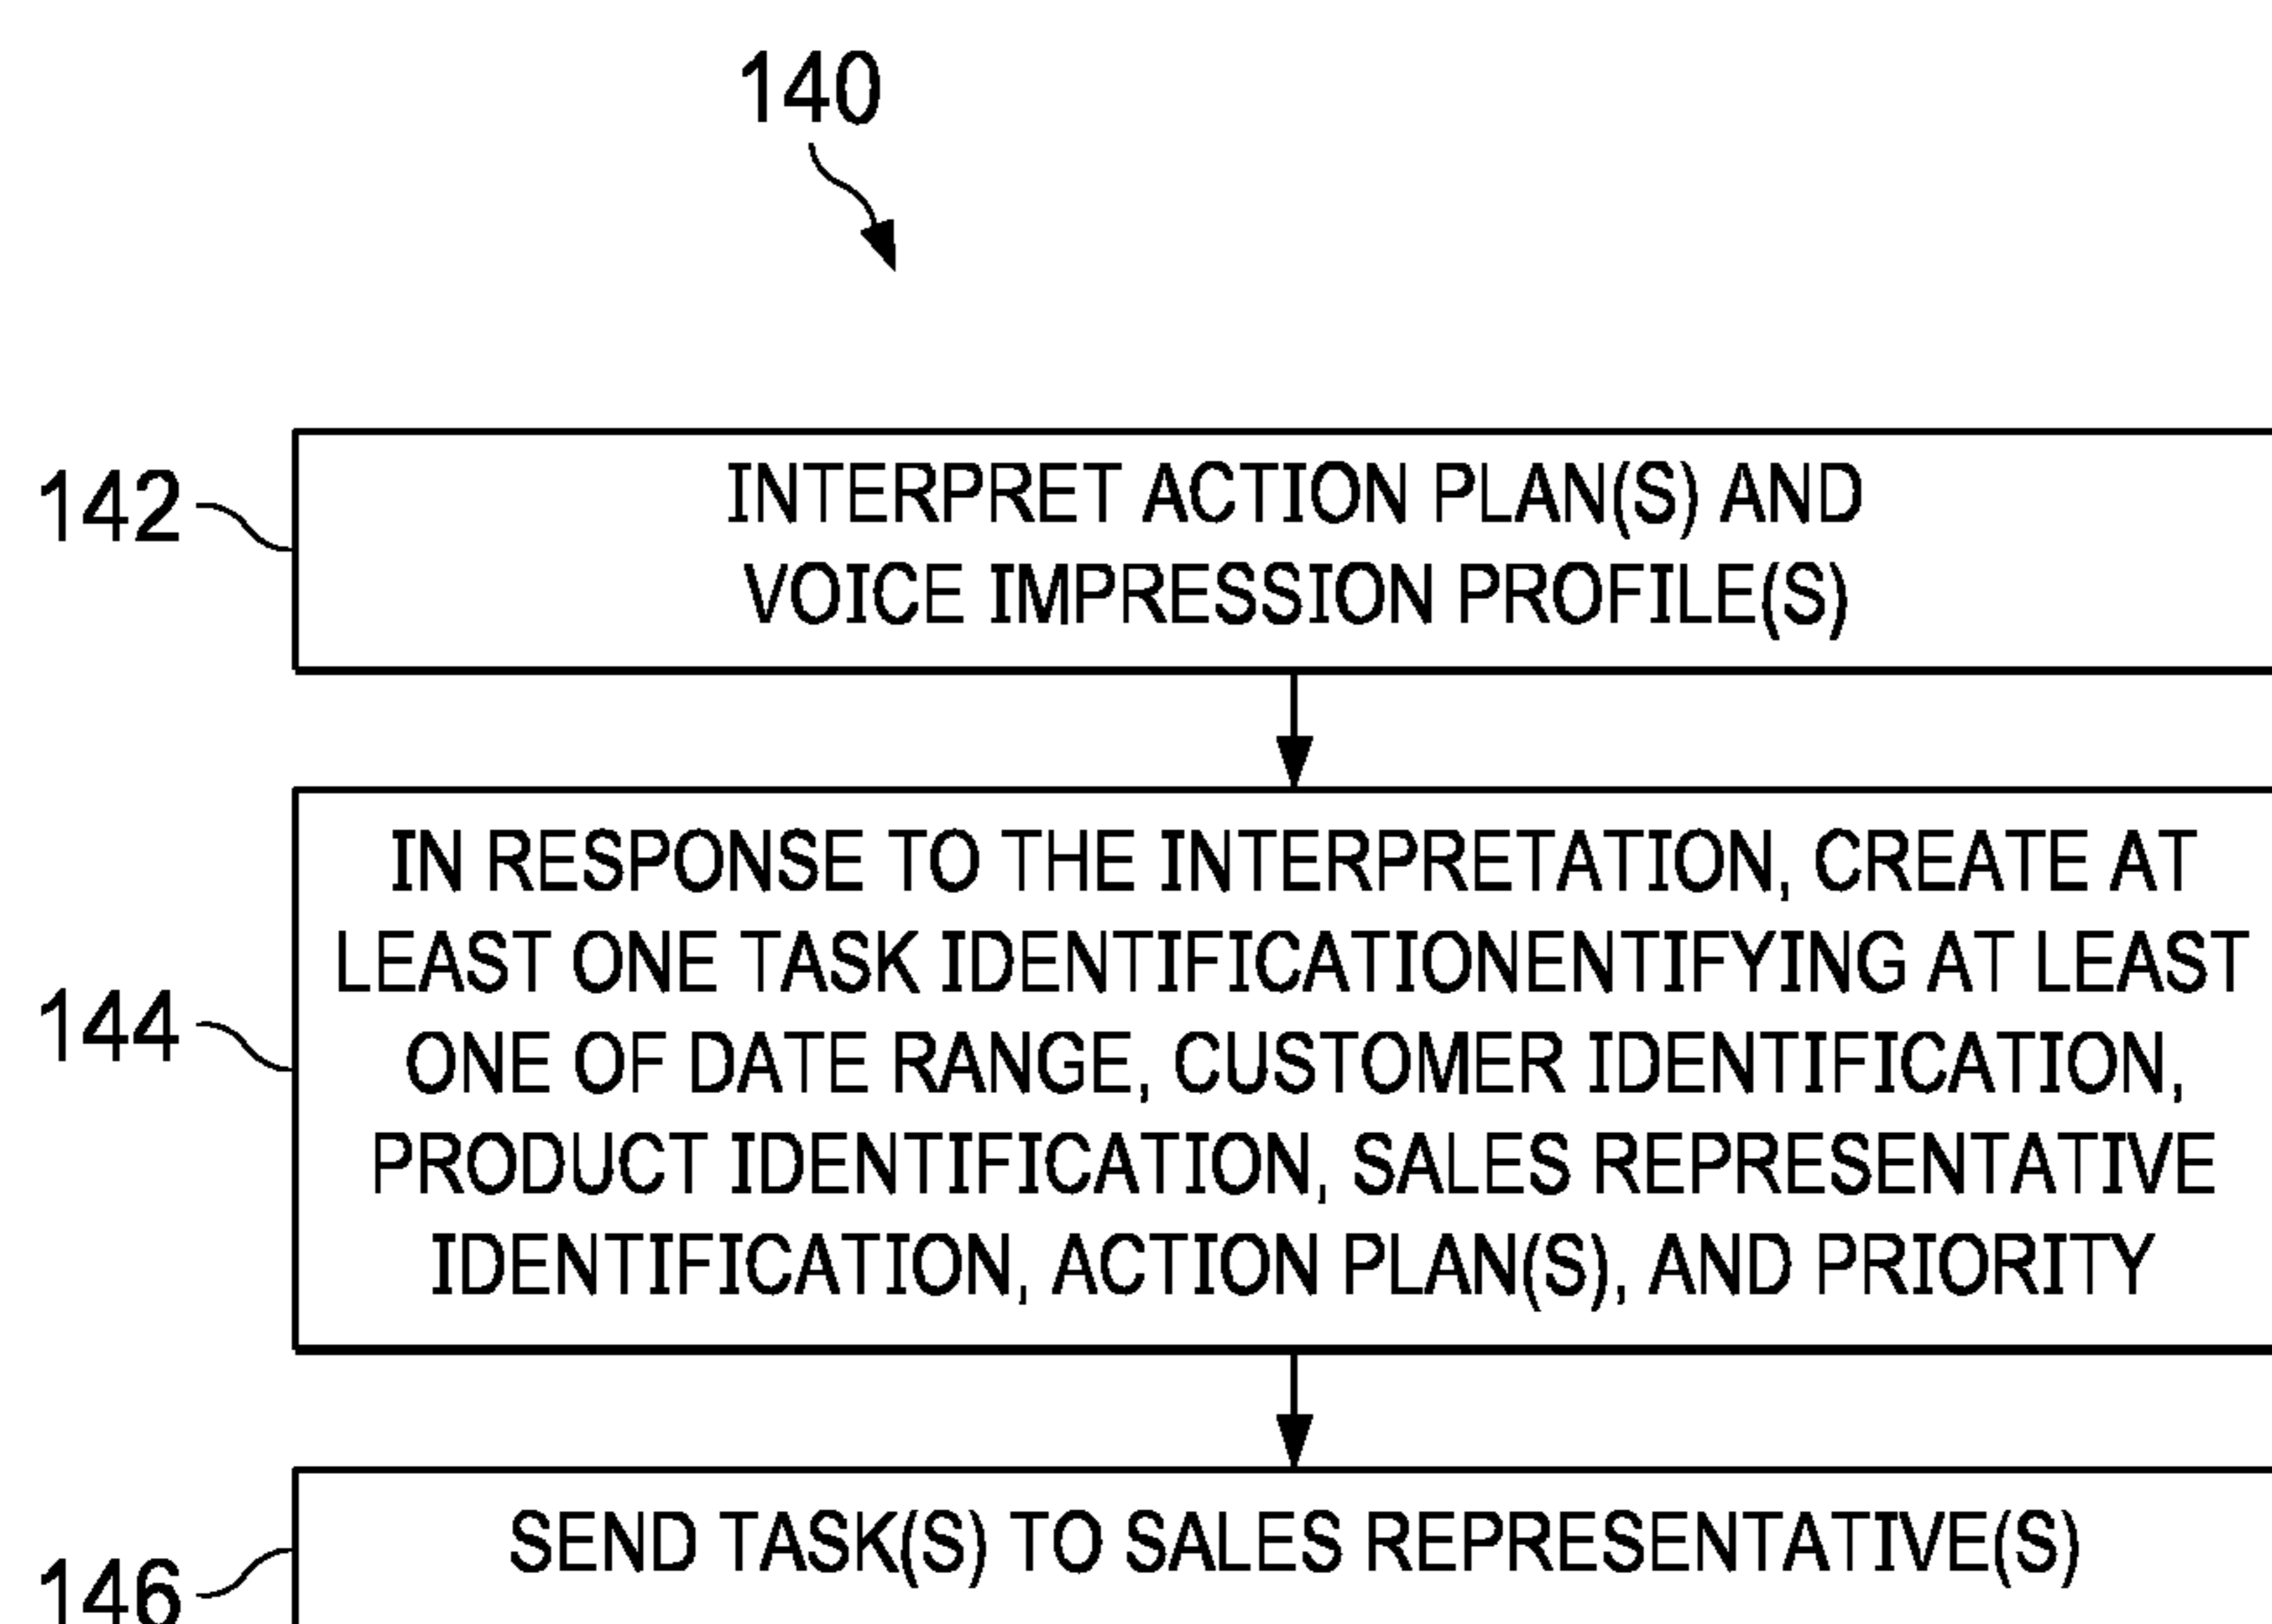 140
142
INTERPRET ACTION PLAN(S) AND
VOICE IMPRESSION PROFILE(S)
144
IN RESPONSE TO THE INTERPRETATION, CREATE AT
LEAST ONE TASK IDENTIFICATIONENTIFYING AT LEAST
ONE OF DATE RANGE, CUSTOMER IDENTIFICATION,
PRODUCT IDENTIFICATION, SALES REPRESENTATIVE
IDENTIFICATION, ACTION PLAN(S), AND PRIORITY
146
SEND TASK(S) TO SALES REPRESENTATIVE(S)